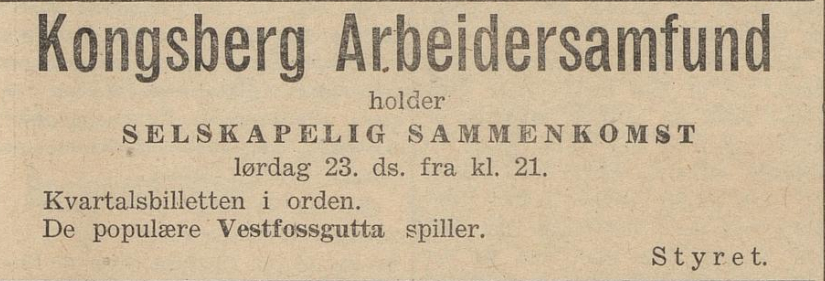 Kongsberg Arbeidersamfund
holder
SELSKAPELIG SAMMENKOMST
lørdag 23. ds. fra kl. 21.
Kvartalsbilletten i orden.
De populære Vestfossgutta spiller.
Styret.